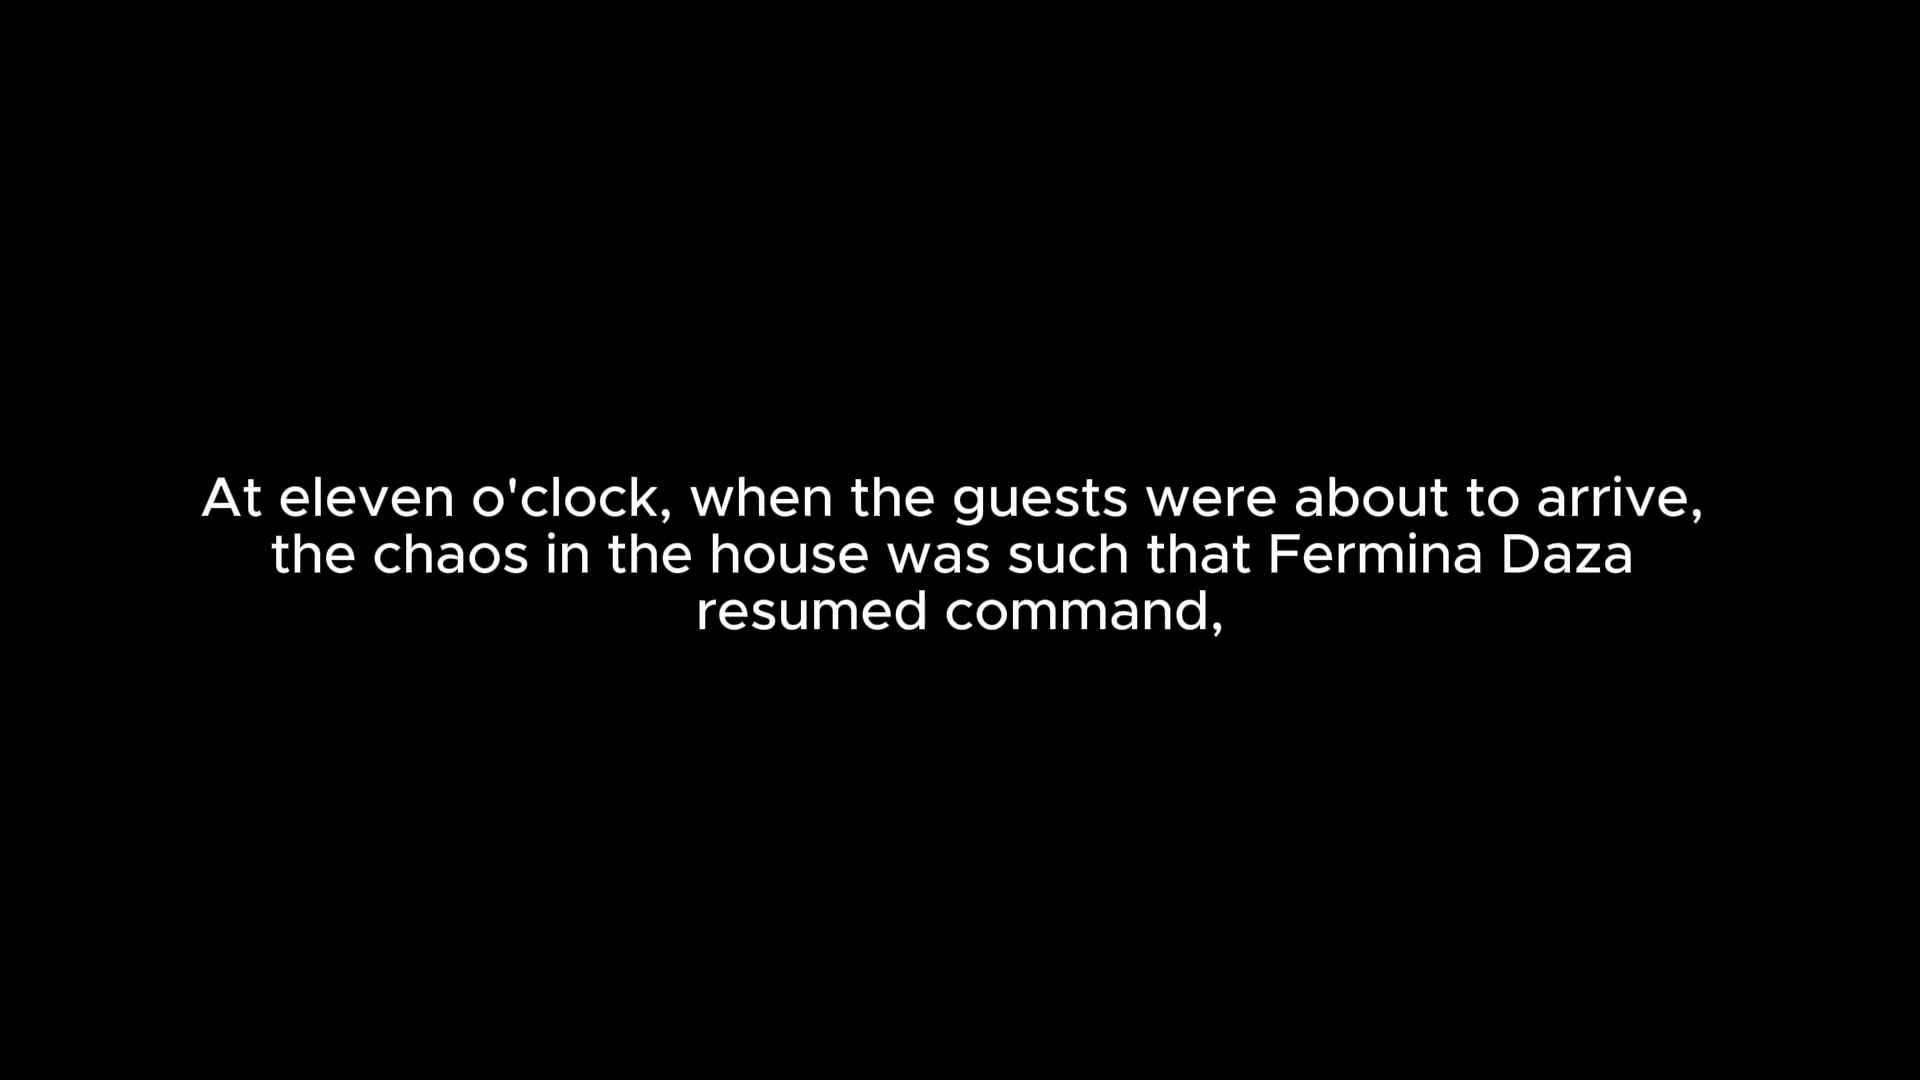 At eleven o'clock, when the guests were about to arrive,
the chaos in the house was such that Fermina Daza
resumed command,